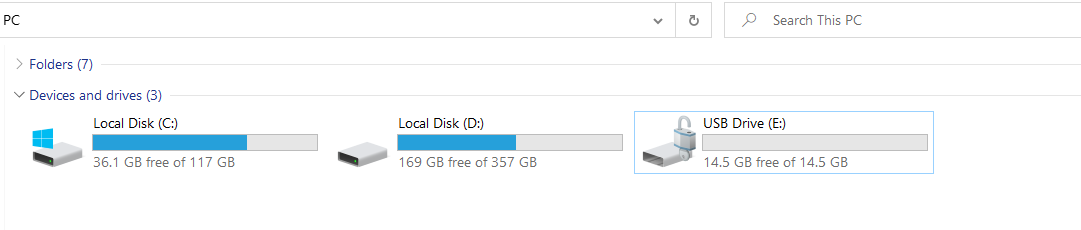 PC
Search This PC
Folders (7)
Devices and drives (3)
Local Disk (C:)
36.1 GB free of 117 GB
Local Disk (D:)
169 GB free of 357 GB
USB Drive (E:)
14.5 GB free of 14.5 GB